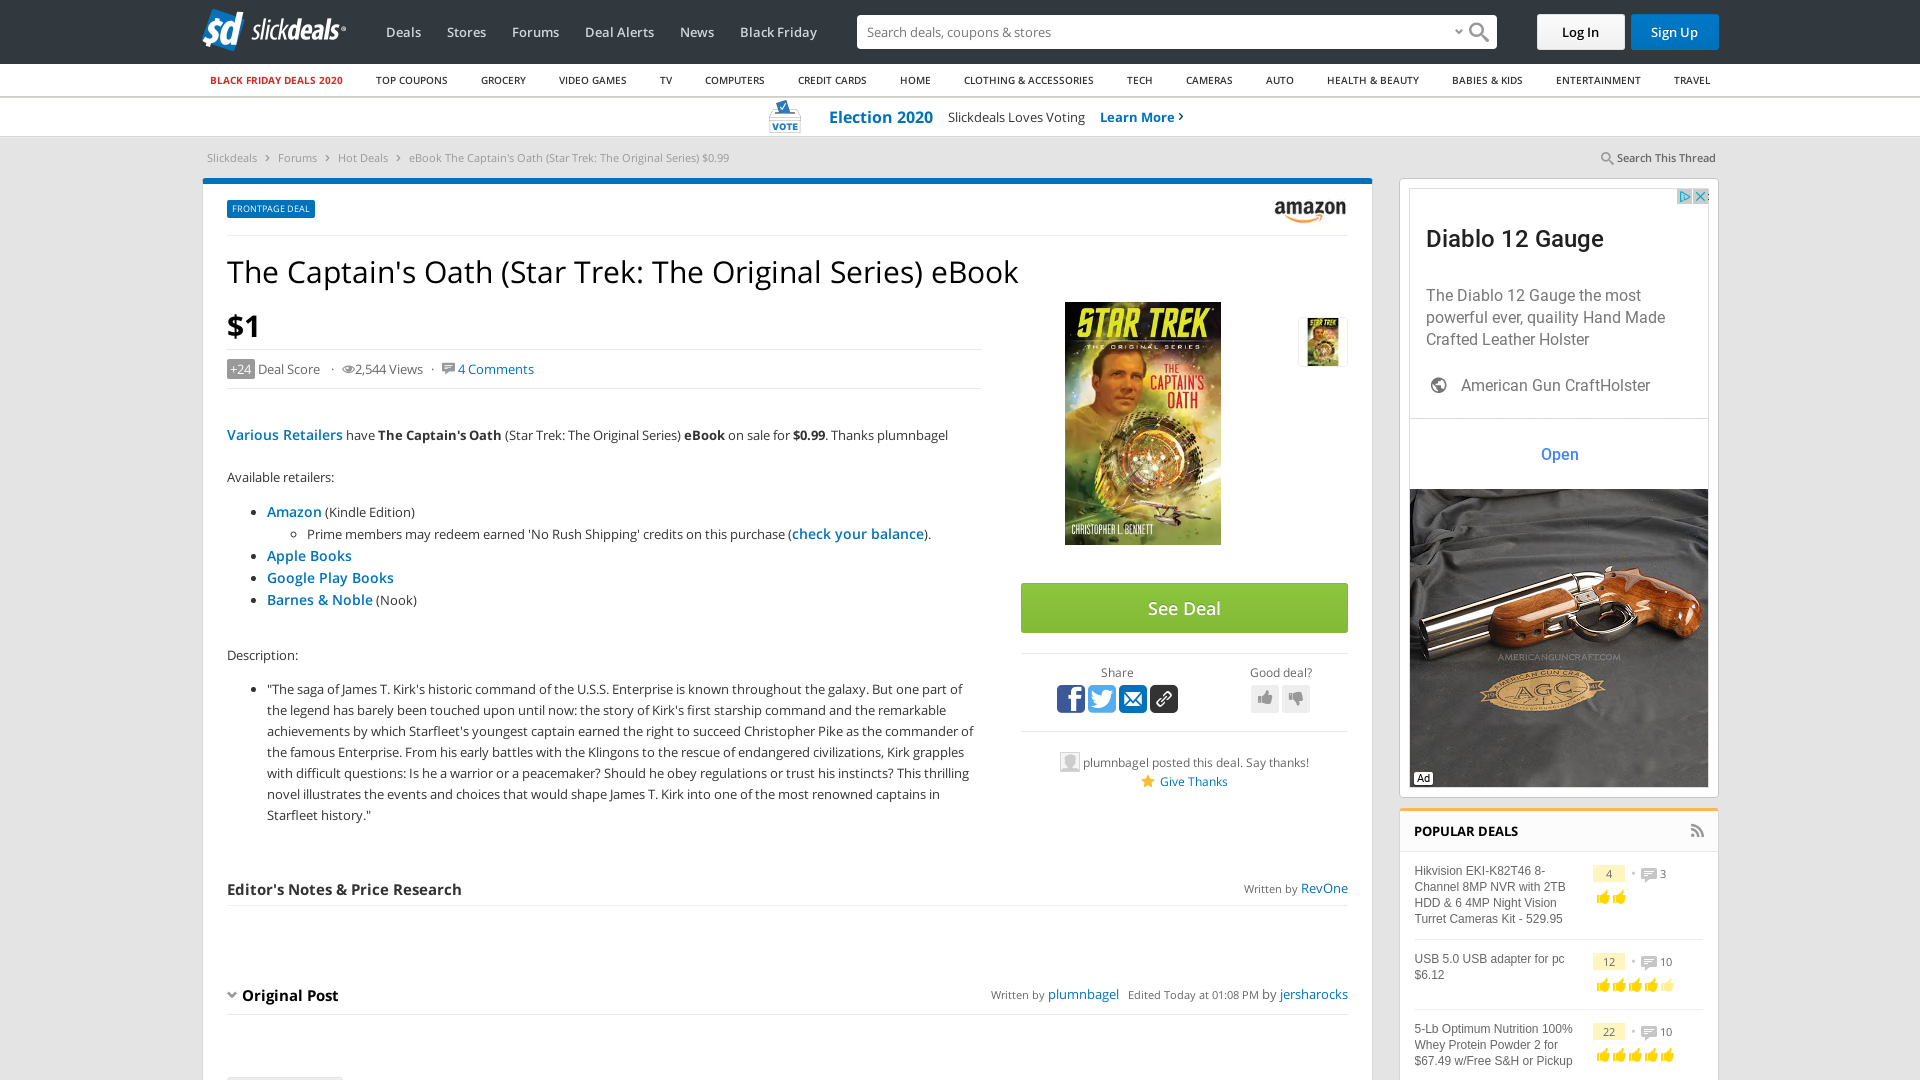 slickdeals
Deals
Stores
Forums
Deal Alerts
News
Black Friday
Search deals, coupons & shopping
Log In
Sign Up
BLACK FRIDAY DEALS 2020
TOP COUPONS
GROCERY
VIDEO GAMES
TV
COMPUTERS
CREDIT CARDS
HOME
CLOTHING & ACCESSORIES
TECH
CAMERAS
AUTO
HEALTH & BEAUTY
BABIES & KIDS
ENTERTAINMENT
TRAVEL
VOTE
Election 2020 Slickdeals Loves Voting Learn More
Slickdeals > Forums > Hot Deals > eBook The Captain's Oath (Star Trek: The Original Series) $0.99
Search This Thread
FRONTPAGE DEAL
amazon
The Captain's Oath (Star Trek: The Original Series) eBook
$1
+24 Deal Score · 2,544 Views · 4 Comments
Various Retailers have The Captain's Oath (Star Trek: The Original Series) eBook on sale for $0.99. Thanks plumnbagel
Available retailers:
Amazon (Kindle Edition)
Prime members may redeem earned 'No Rush Shipping' credits on this purchase (check your balance).
Apple Books
Google Play Books
Barnes & Noble (Nook)
Description:
"The saga of James T. Kirk's historic command of the U.S.S. Enterprise is known throughout the galaxy. But one part of
the legend has barely been touched upon until now: the story of Kirk's first starship command and the remarkable
achievements by which Starfleet's youngest captain earned the right to succeed Christopher Pike as the commander of
the famous Enterprise. From his early battles with the Klingons to the rescue of endangered civilizations, Kirk grapples
with difficult questions: Is he a warrior or a peacemaker? Should he obey regulations or trust his instincts? This thrilling
novel illustrates the events and choices that would shape James T. Kirk into one of the most renowned captains in
Starfleet history."
STAR TREK
THE ORIGINAL SERIES
THE
CAPTAIN'S
OATH
CHRISTOPHER L. BENNETT
See Deal
Share
Good deal?
plumnbagel posted this deal. Say thanks!
Give Thanks
Editor's Notes & Price Research
Written by RevOne
Original Post
Written by plumnbagel Edited Today at 01:08 PM by jersharocks
Diablo 12 Gauge
The Diablo 12 Gauge the most
powerful ever, quaility Hand Made
Crafted Leather Holster
American Gun CraftHolster
Open
AMERICANGUNCRAFT.COM
AMERICAN GUN CRAFT
AGC
Ad
POPULAR DEALS
Hikvision EKI-K82T46 8-
Channel 8MP NVR with 2TB
HDD & 6 4MP Night Vision
Turret Cameras Kit - 529.95
4 • 3
USB 5.0 USB adapter for pc
$6.12
12 • 10
5-Lb Optimum Nutrition 100%
Whey Protein Powder 2 for
$67.49 w/Free S&H or Pickup
22 • 10